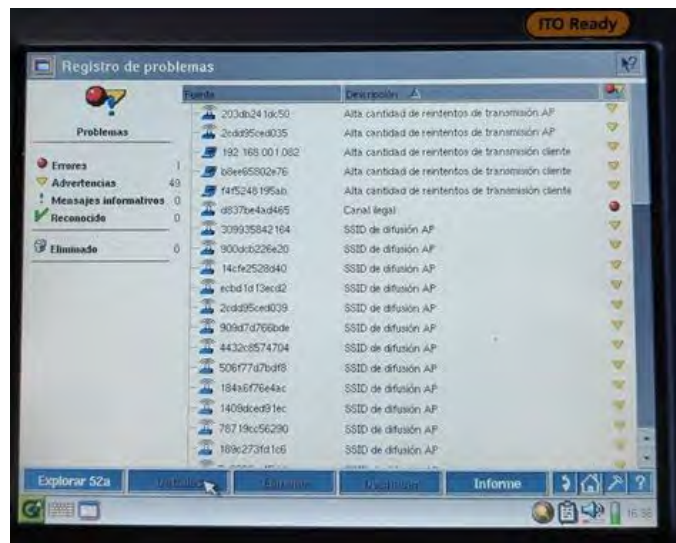 ITO Ready
Registro de problemas
Problemas
Errores 1
Advertencias 49
Mensajes informativos 0
Reconocido 0
Eliminado 0
Fuente Descripción
203db241dc50 Alta cantidad de reintentos de transmisión AP
2cdd95ced035 Alta cantidad de reintentos de transmisión AP
192 168 001 082 Alta cantidad de reintentos de transmisión cliente
b8ee65802e76 Alta cantidad de reintentos de transmisión cliente
f4f5248195ab Alta cantidad de reintentos de transmisión cliente
d837be4ad465 Canal ilegal
309935842164 SSID de difusión AP
900dcb226e20 SSID de difusión AP
14cfe2528d40 SSID de difusión AP
ecbd1d13ecd2 SSID de difusión AP
2cdd95ced039 SSID de difusión AP
909d7d766bde SSID de difusión AP
4432c8574704 SSID de difusión AP
506f77d7bdf8 SSID de difusión AP
184a6f76e4ac SSID de difusión AP
1409dced91ec SSID de difusión AP
78719cc56290 SSID de difusión AP
189c273fd1c6 SSID de difusión AP
Explorar 52a Informe ?